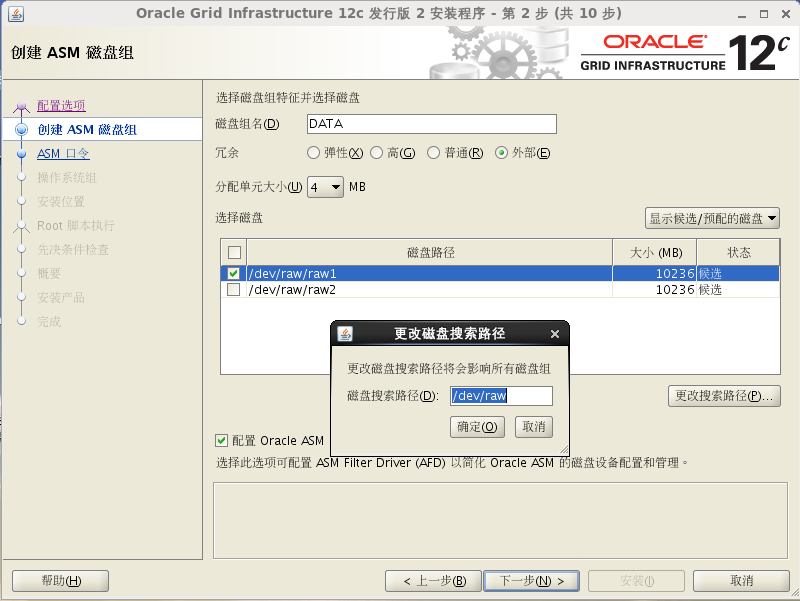 Oracle Grid Infrastructure 12c 发行版 2 安装程序 - 第 2 步 (共 10 步)
创建 ASM 磁盘组
ORACLE
GRID INFRASTRUCTURE
12c
配置选项
创建 ASM 磁盘组
ASM 口令
操作系统组
安装位置
Root 脚本执行
先决条件检查
概要
安装产品
完成
选择磁盘组特征并选择磁盘
磁盘组名(D) DATA
冗余 弹性(X) 高(G) 普通(R) 外部(E)
分配单元大小(U) 4 MB
选择磁盘 显示候选/预配的磁盘
磁盘路径 大小 (MB) 状态
/dev/raw/raw1 10236 候选
/dev/raw/raw2 10236 候选
更改磁盘搜索路径
更改磁盘搜索路径将会影响所有磁盘组
磁盘搜索路径(D): /dev/raw
确定(O) 取消
更改搜索路径(P)...
配置 Oracle ASM
选择此选项可配置 ASM Filter Driver (AFD) 以简化 Oracle ASM 的磁盘设备配置和管理。
帮助(H) < 上一步(B) 下一步(N) > 安装(I) 取消